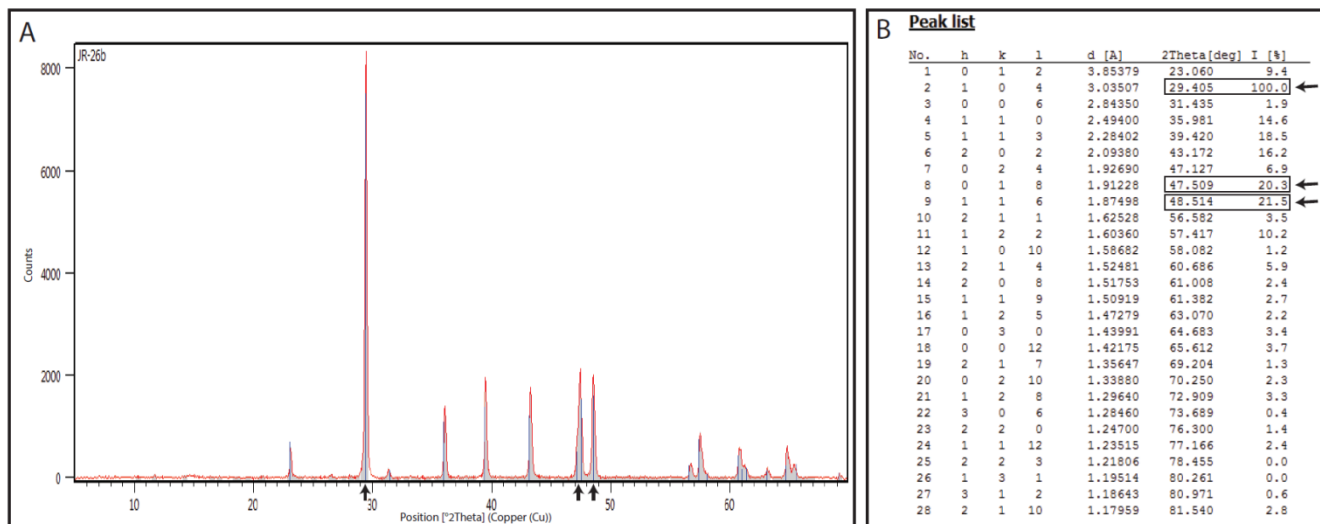 A
JR-26b
8000
6000
4000
2000
0
Counts
10 20 30 40 50 60
Position [°2Theta] (Copper (Cu))
B Peak list
No. h k l d [A] 2Theta[deg] I [%]
1 0 1 2 3.85379 23.060 9.4
2 1 0 4 3.03507 29.405 100.0
3 0 0 6 2.84350 31.435 1.9
4 1 1 0 2.49400 35.981 14.6
5 1 1 3 2.28402 39.420 18.5
6 2 0 2 2.09380 43.172 16.2
7 0 2 4 1.92690 47.127 6.9
8 0 1 8 1.91228 47.509 20.3
9 1 1 6 1.87498 48.514 21.5
10 2 1 1 1.62528 56.582 3.5
11 1 2 2 1.60360 57.417 10.2
12 1 0 10 1.58682 58.082 1.2
13 2 1 4 1.52481 60.686 5.9
14 2 0 8 1.51753 61.008 2.4
15 1 1 9 1.50919 61.382 2.7
16 1 2 5 1.47279 63.070 2.2
17 0 3 0 1.43991 64.683 3.4
18 0 0 12 1.42175 65.612 3.7
19 2 1 7 1.35647 69.204 1.3
20 0 2 10 1.33880 70.250 2.3
21 1 2 8 1.29640 72.909 3.3
22 3 0 6 1.28460 73.689 0.4
23 2 2 0 1.24700 76.300 1.4
24 1 1 12 1.23515 77.166 2.4
25 2 2 3 1.21806 78.455 0.0
26 1 3 1 1.19514 80.261 0.0
27 3 1 2 1.18643 80.971 0.6
28 2 1 10 1.17959 81.540 2.8